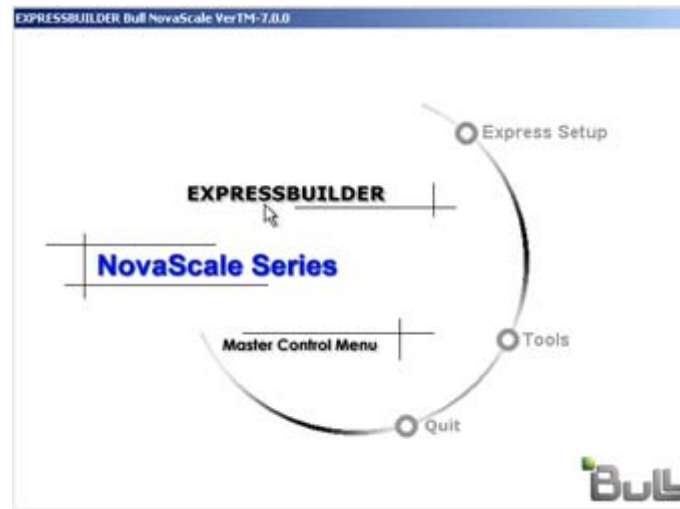 EXPRESSBUILDER Bull NovaScale VerTM-7.0.0
Express Setup
EXPRESSBUILDER
NovaScale Series
Master Control Menu
Tools
Quit
Bull